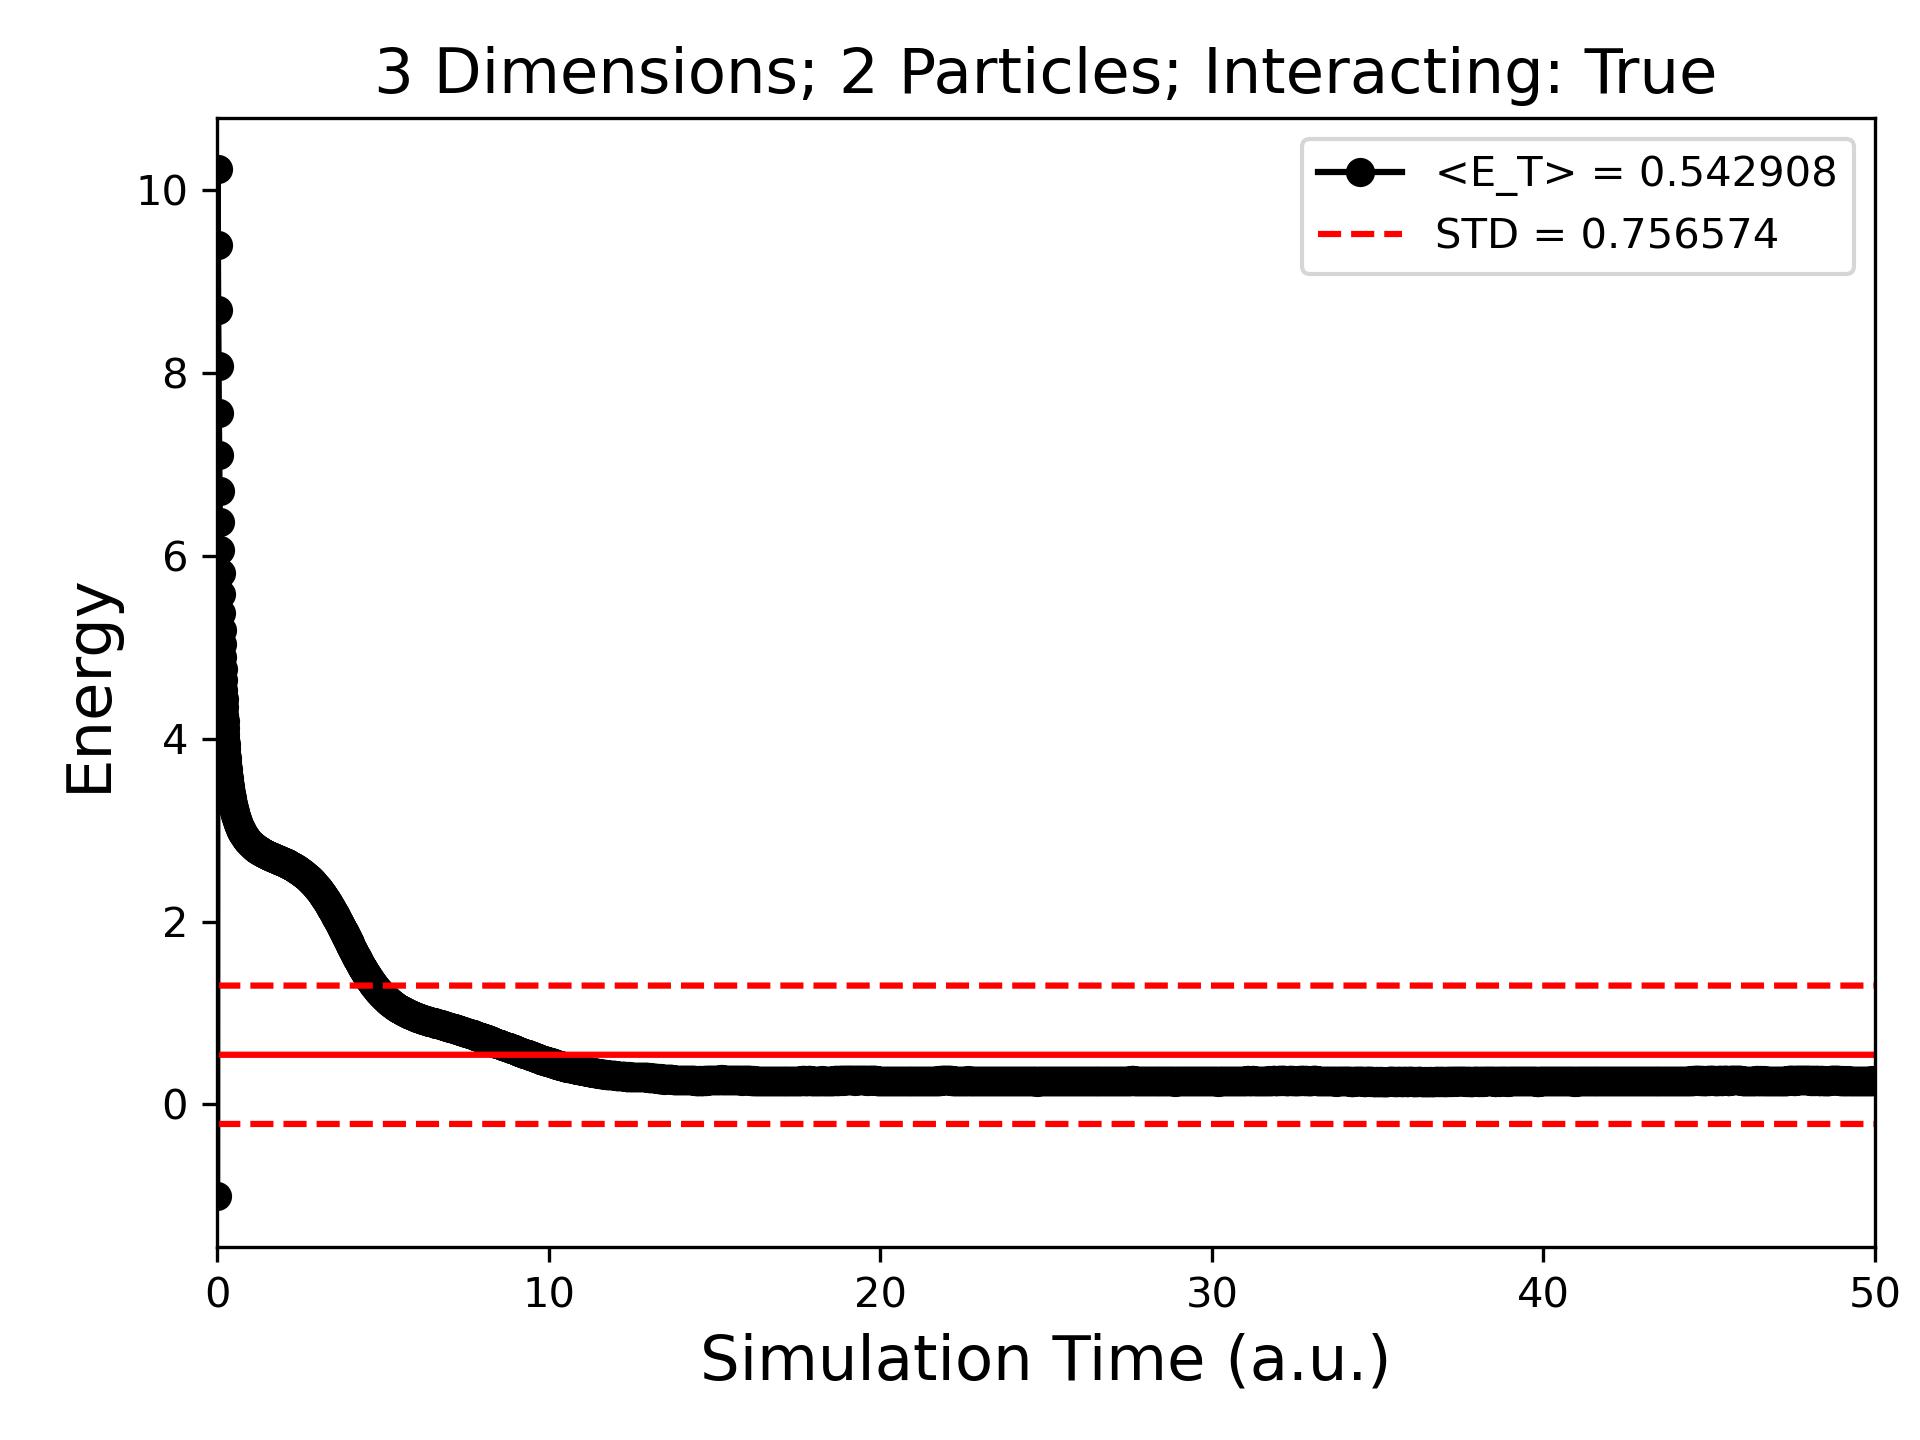 3 Dimensions; 2 Particles; Interacting: True
<E_T> = 0.542908
STD = 0.756574
Energy
10
8
6
4
2
0
0 10 20 30 40 50
Simulation Time (a.u.)